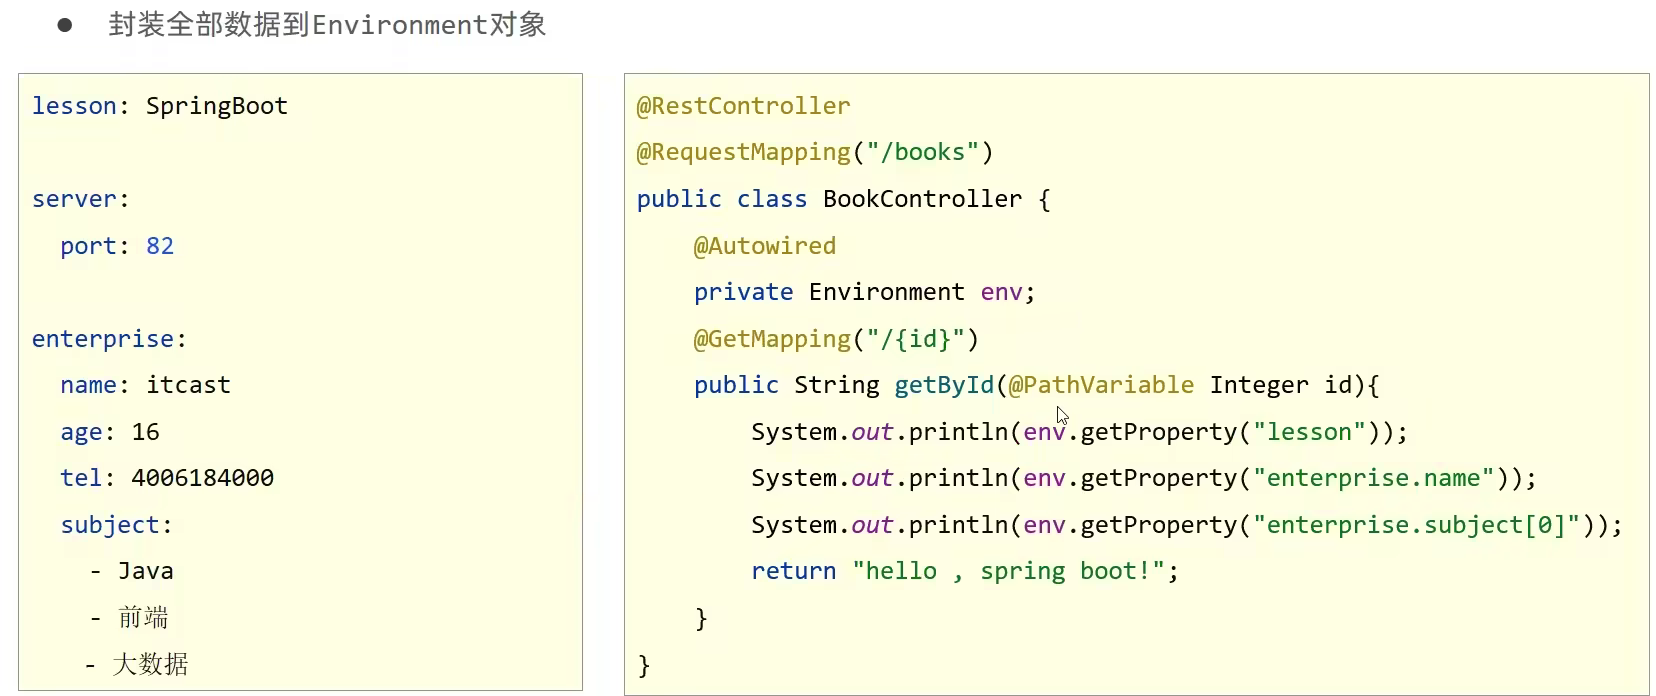 ● 封装全部数据到Environment对象
lesson: SpringBoot
server:
  port: 82
enterprise:
  name: itcast
  age: 16
  tel: 4006184000
  subject:
    - Java
    - 前端
    - 大数据
@RestController
@RequestMapping("/books")
public class BookController {
    @Autowired
    private Environment env;
    @GetMapping("/{id}")
    public String getById(@PathVariable Integer id){
        System.out.println(env.getProperty("lesson"));
        System.out.println(env.getProperty("enterprise.name"));
        System.out.println(env.getProperty("enterprise.subject[0]"));
        return "hello , spring boot!";
    }
}